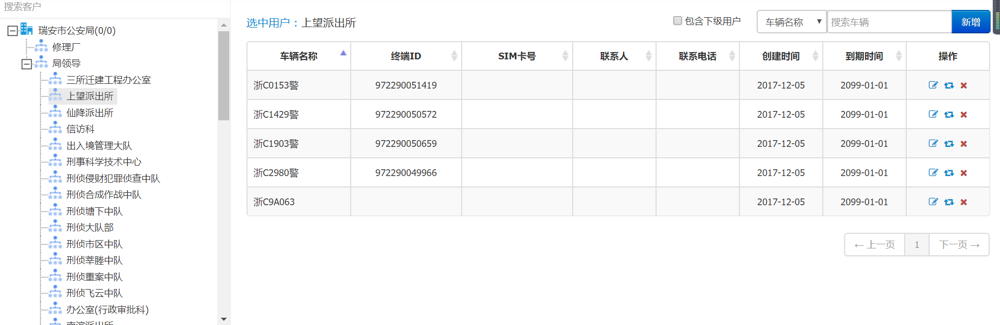 搜索客户
瑞安市公安局(0/0)
修理厂
局领导
三所迁建工程办公室
上望派出所
仙降派出所
信访科
出入境管理大队
刑事科学技术中心
刑侦侵财犯罪侦查中队
刑侦合成作战中队
刑侦塘下中队
刑侦大队部
刑侦市区中队
刑侦莘塍中队
刑侦重案中队
刑侦飞云中队
办公室(行政审批科)
南滨派出所
选中用户：上望派出所
包含下级用户 车辆名称 搜索车辆 新增
车辆名称 终端ID SIM卡号 联系人 联系电话 创建时间 到期时间 操作
浙C0153警 972290051419 2017-12-05 2099-01-01
浙C1429警 972290050572 2017-12-05 2099-01-01
浙C1903警 972290050659 2017-12-05 2099-01-01
浙C2980警 972290049966 2017-12-05 2099-01-01
浙C9A063 2017-12-05 2099-01-01
← 上一页 1 下一页 →